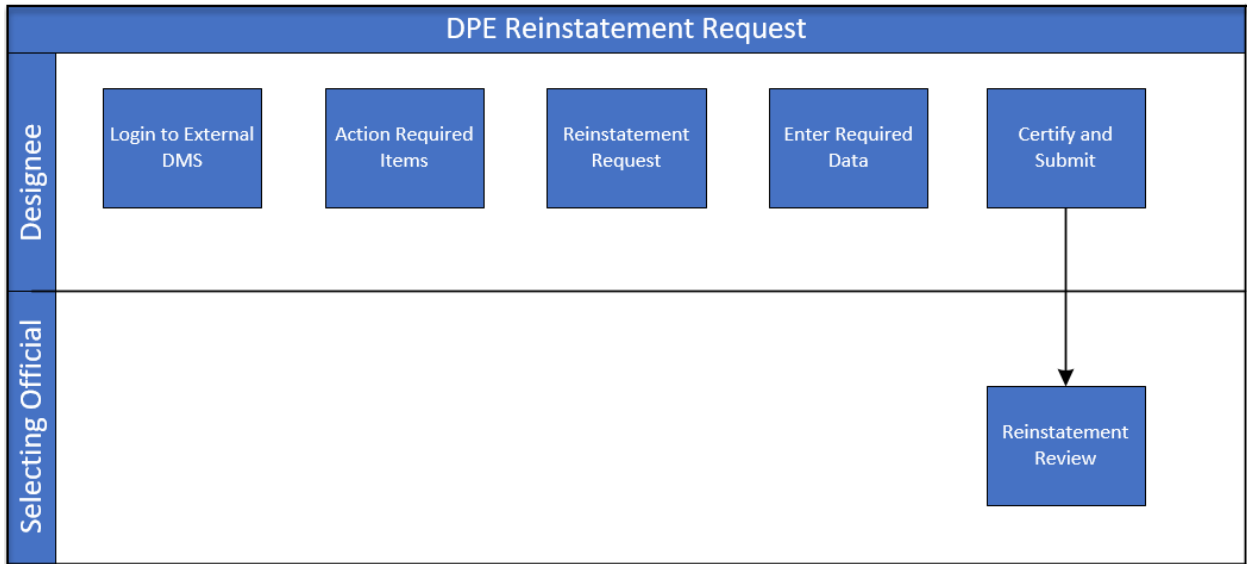 DPE Reinstatement Request
Designee
Login to External
DMS
Action Required
Items
Reinstatement
Request
Enter Required
Data
Certify and
Submit
Selecting Official
Reinstatement
Review